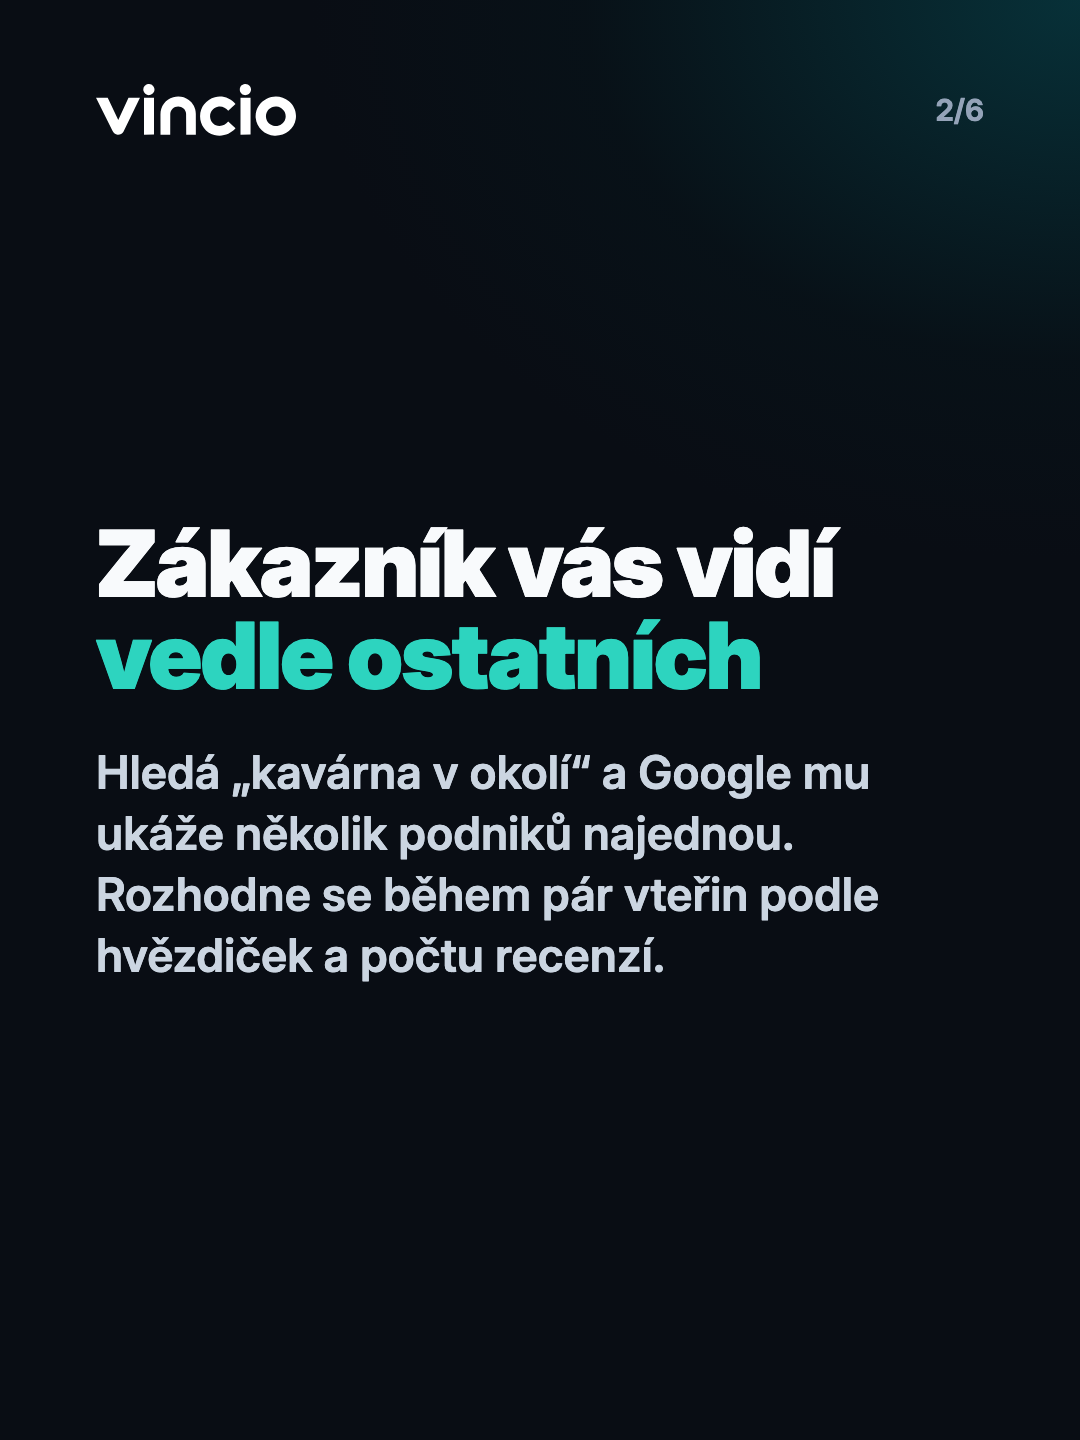 vincio
2/6
Zákazník vás vidí
vedle ostatních
Hledá „kavárna v okolí“ a Google mu
ukáže několik podniků najednou.
Rozhodne se během pár vteřin podle
hvězdiček a počtu recenzí.